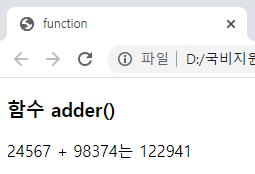 function
파일 D:/국비지원
함수 adder()
24567 + 98374는 122941